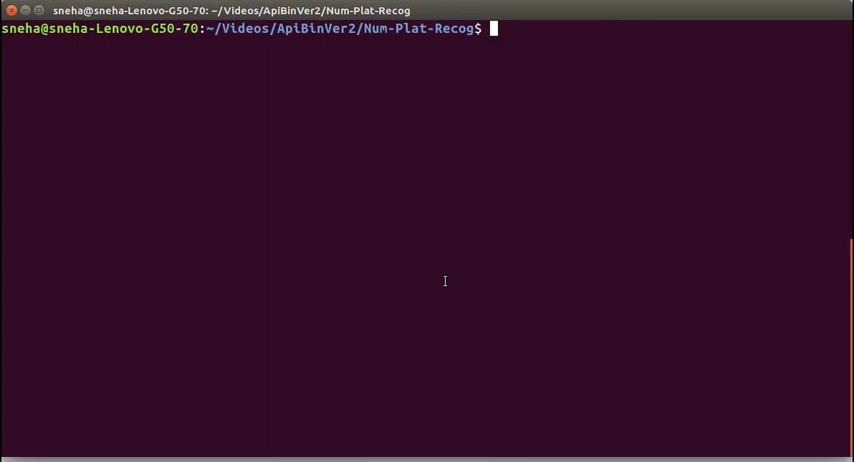 sneha@sneha-Lenovo-G50-70: ~/Videos/ApiBinVer2/Num-Plat-Recog
sneha@sneha-Lenovo-G50-70:~/Videos/ApiBinVer2/Num-Plat-Recog$